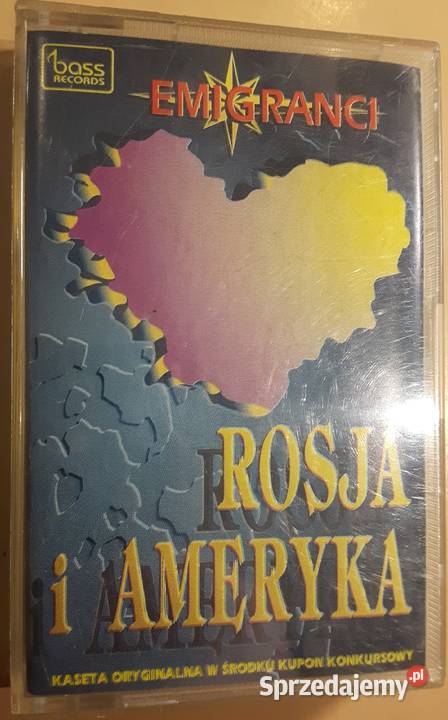 bass
RECORDS
EMIGRANCI
ROSJA
i AMERYKA
KASETA ORYGINALNA W ŚRODKU KUPON KONKURSOWY
Sprzedajemy.pl